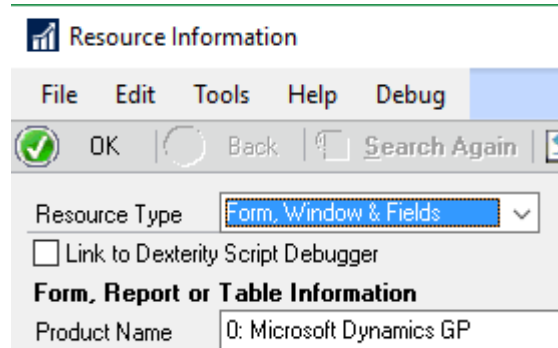 Resource Information
File Edit Tools Help Debug
OK Back Search Again
Resource Type Form, Window & Fields
Link to Dexterity Script Debugger
Form, Report or Table Information
Product Name 0: Microsoft Dynamics GP